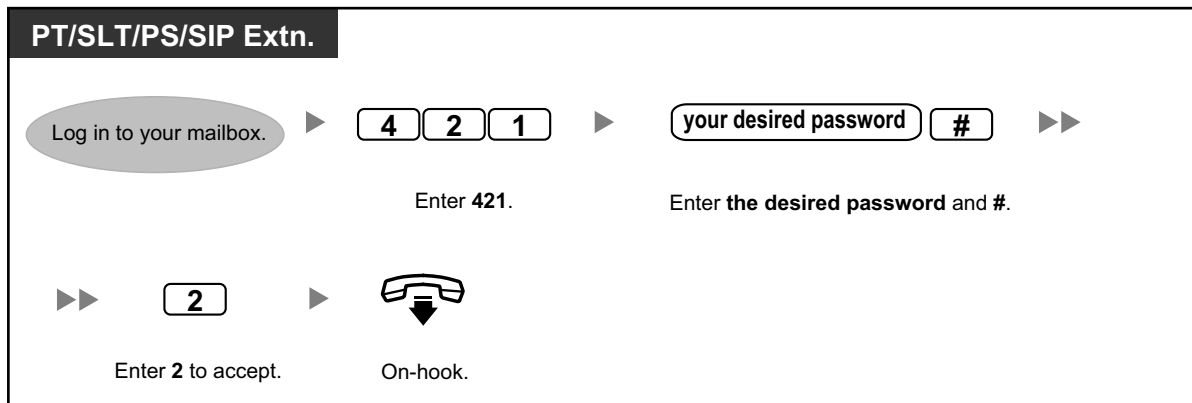 PT/SLT/PS/SIP Extn.
Log in to your mailbox.
4 2 1
your desired password #
Enter 421.
Enter the desired password and #.
2
Enter 2 to accept.
On-hook.